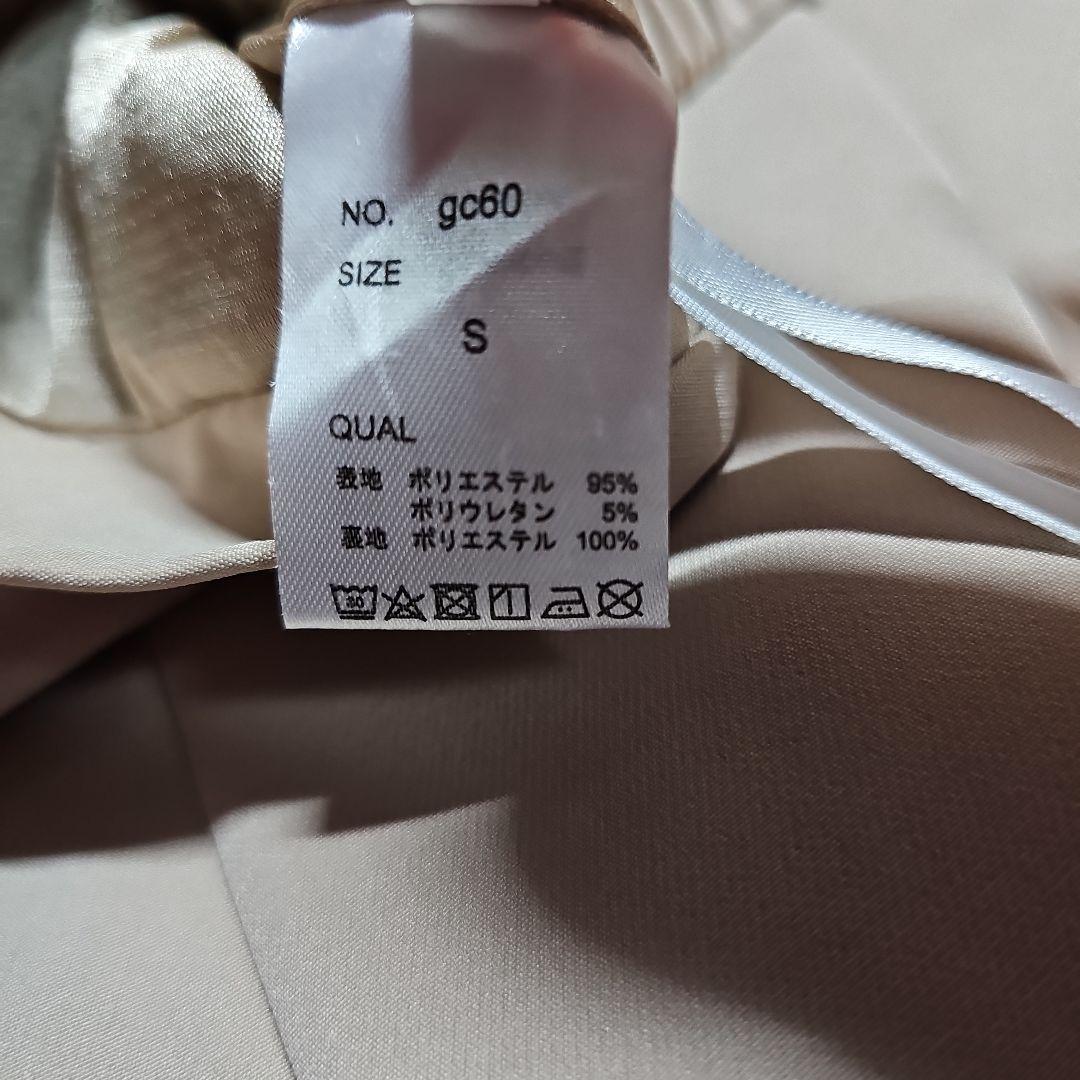 NO. gc60
SIZE
S
QUAL
表地 ポリエステル 95%
ポリウレタン 5%
裏地 ポリエステル 100%
30